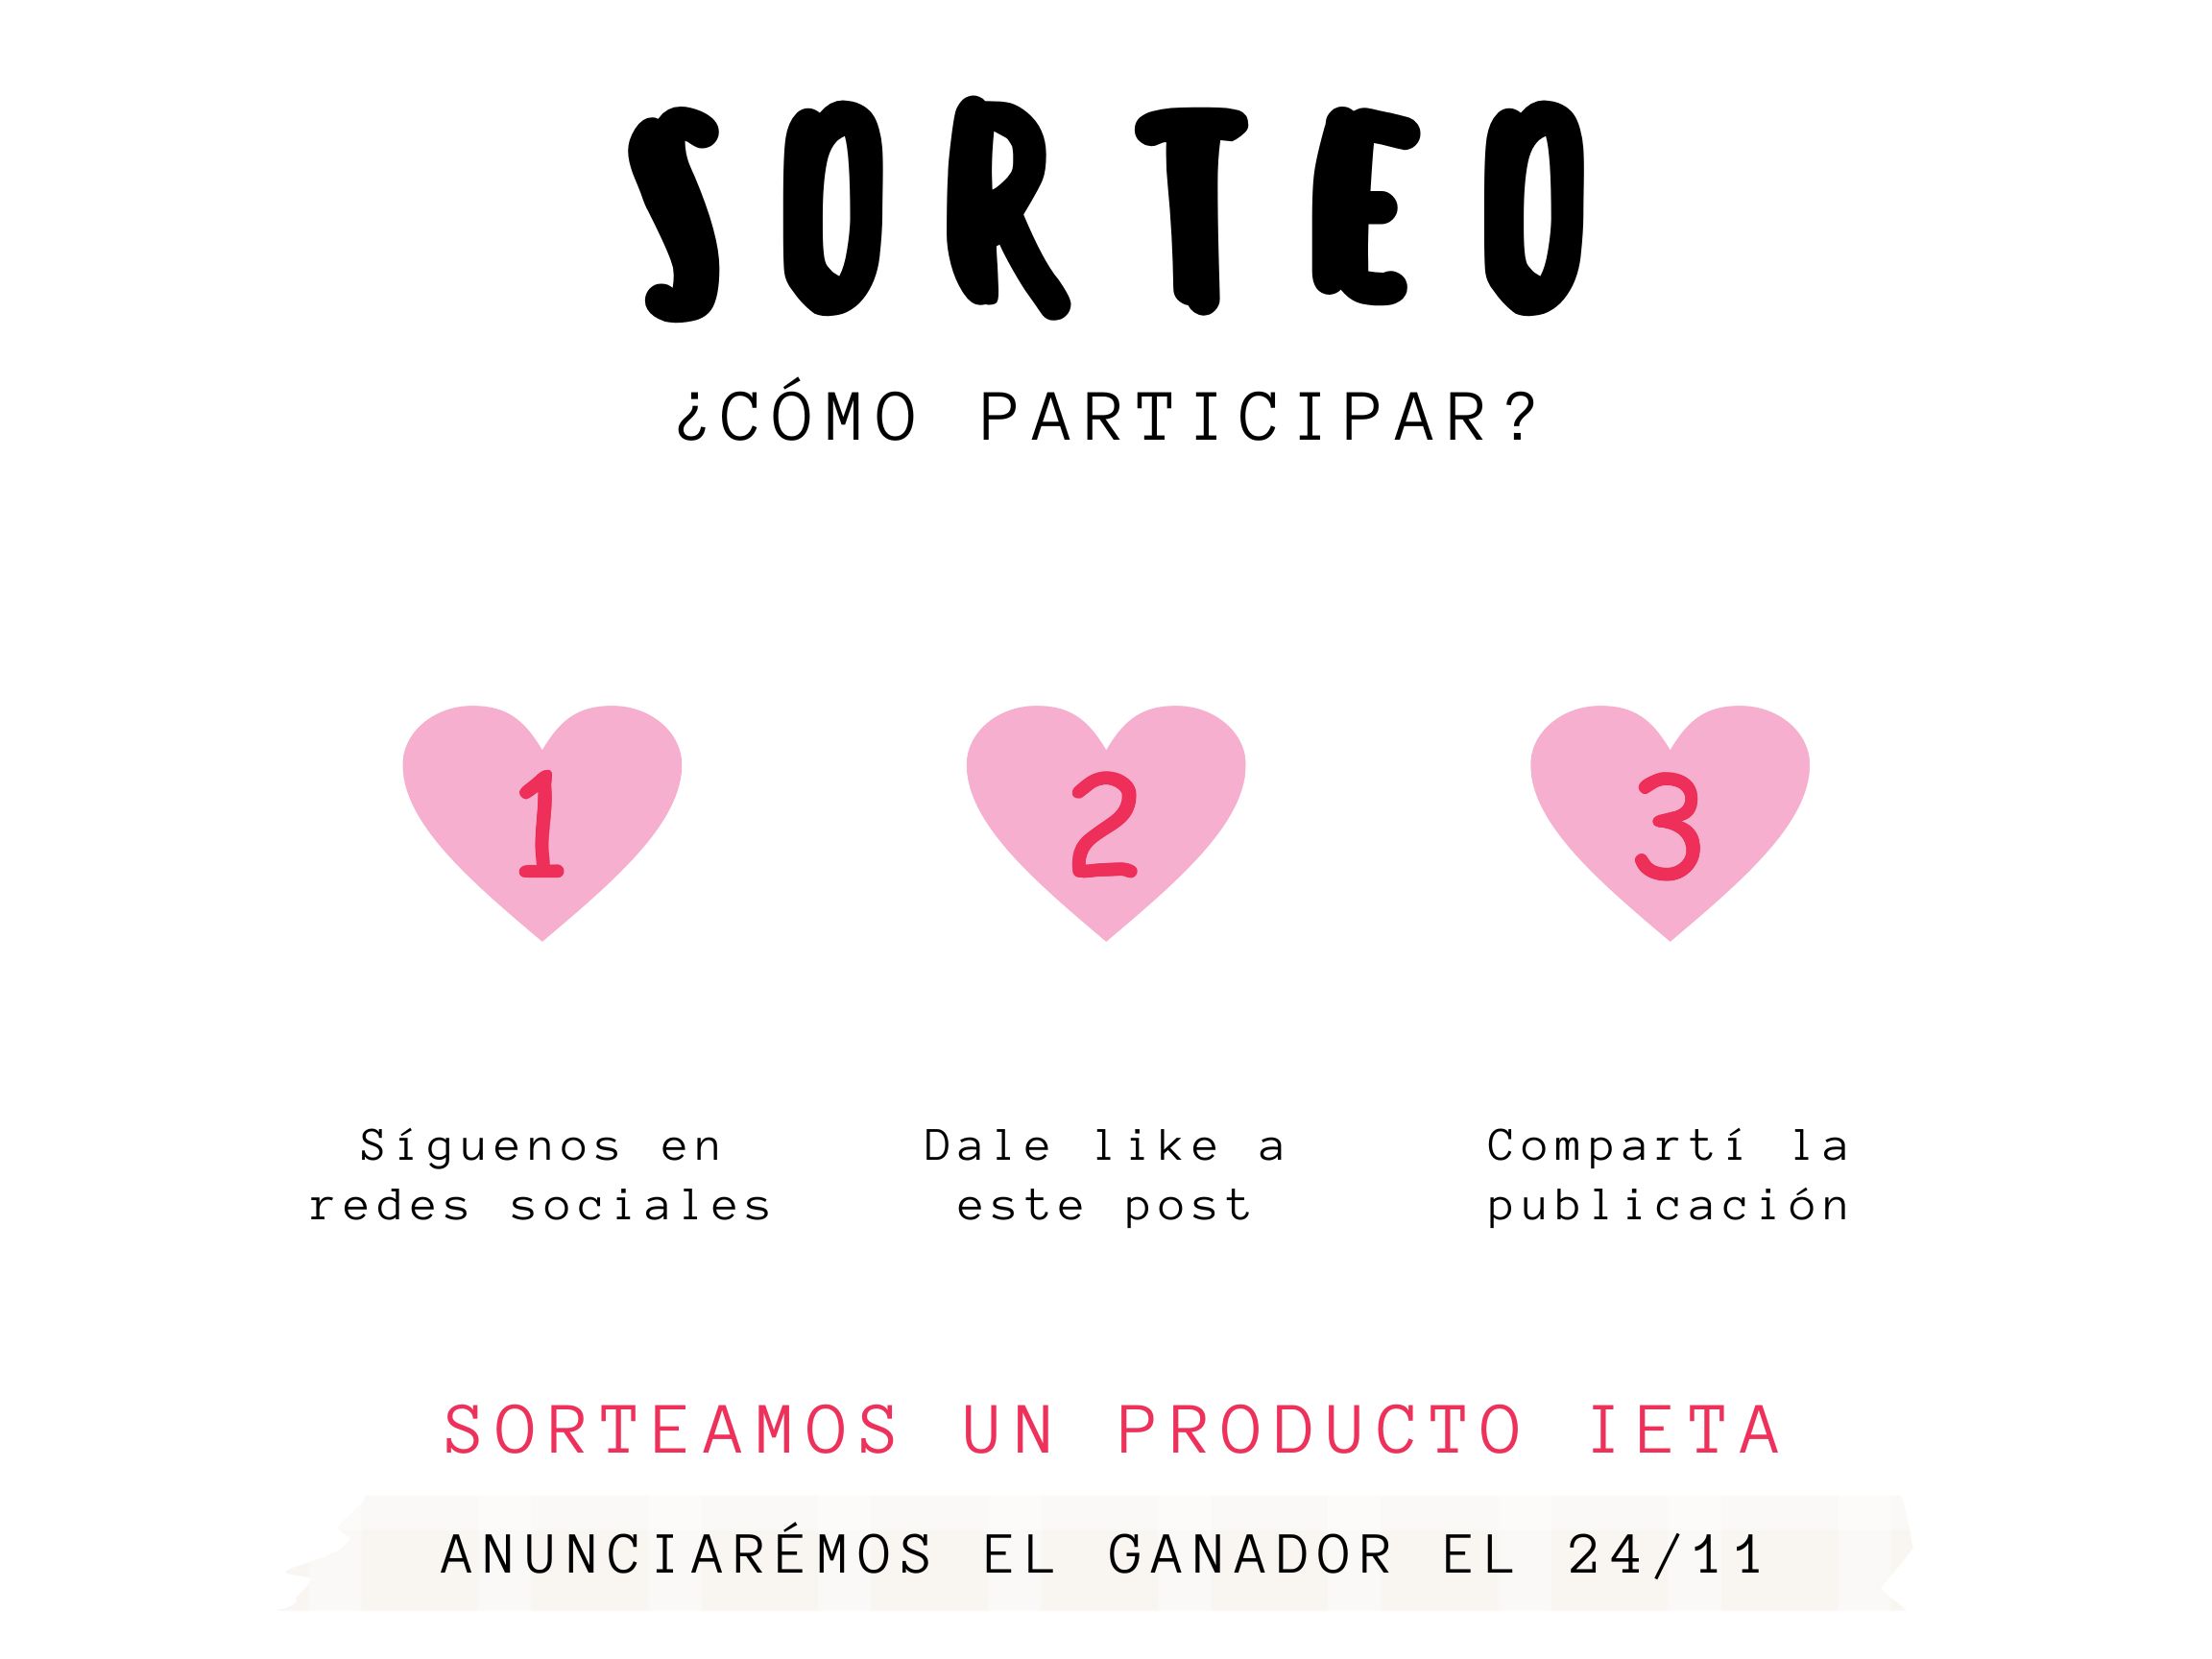 SORTEO
¿CÓMO PARTICIPAR?
1
2
3
Síguenos en
redes sociales
Dale like a
este post
Compartí la
publicación
SORTEAMOS UN PRODUCTO IETA
ANUNCIARÉMOS EL GANADOR EL 24/11